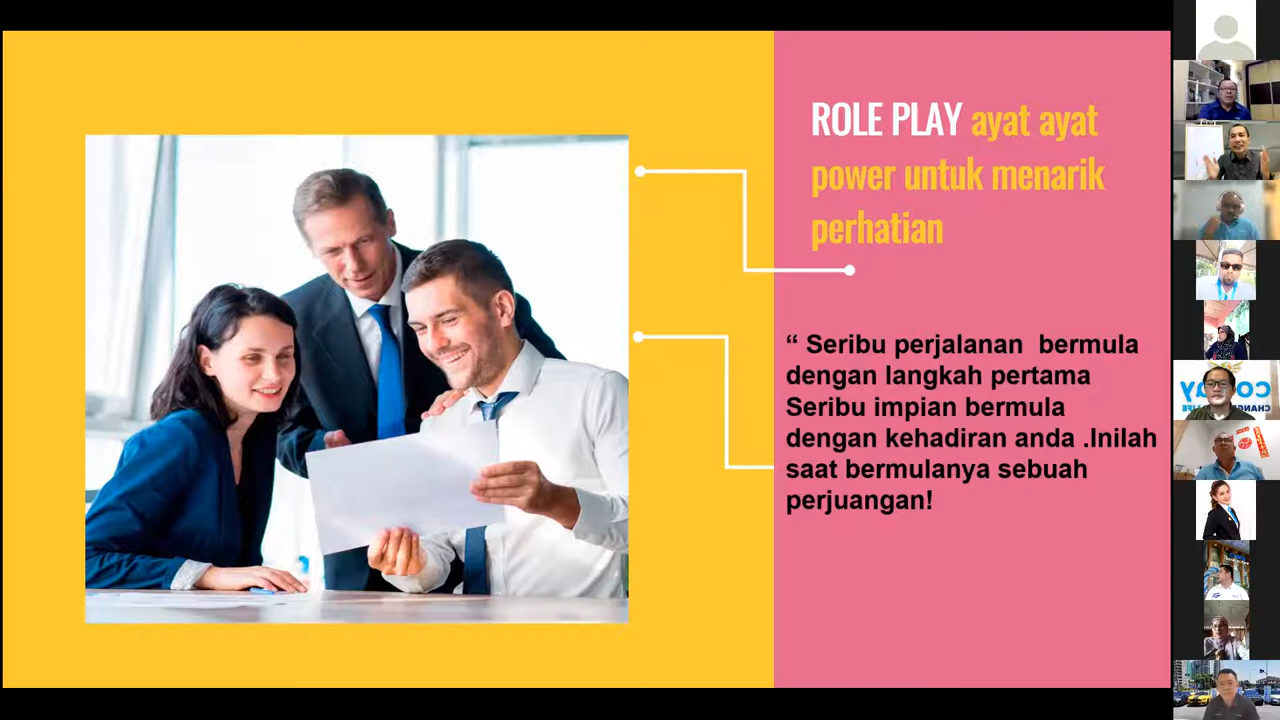 ROLE PLAY ayat ayat
power untuk menarik
perhatian
“ Seribu perjalanan  bermula
dengan langkah pertama
Seribu impian bermula
dengan kehadiran anda .Inilah
saat bermulanya sebuah
perjuangan!